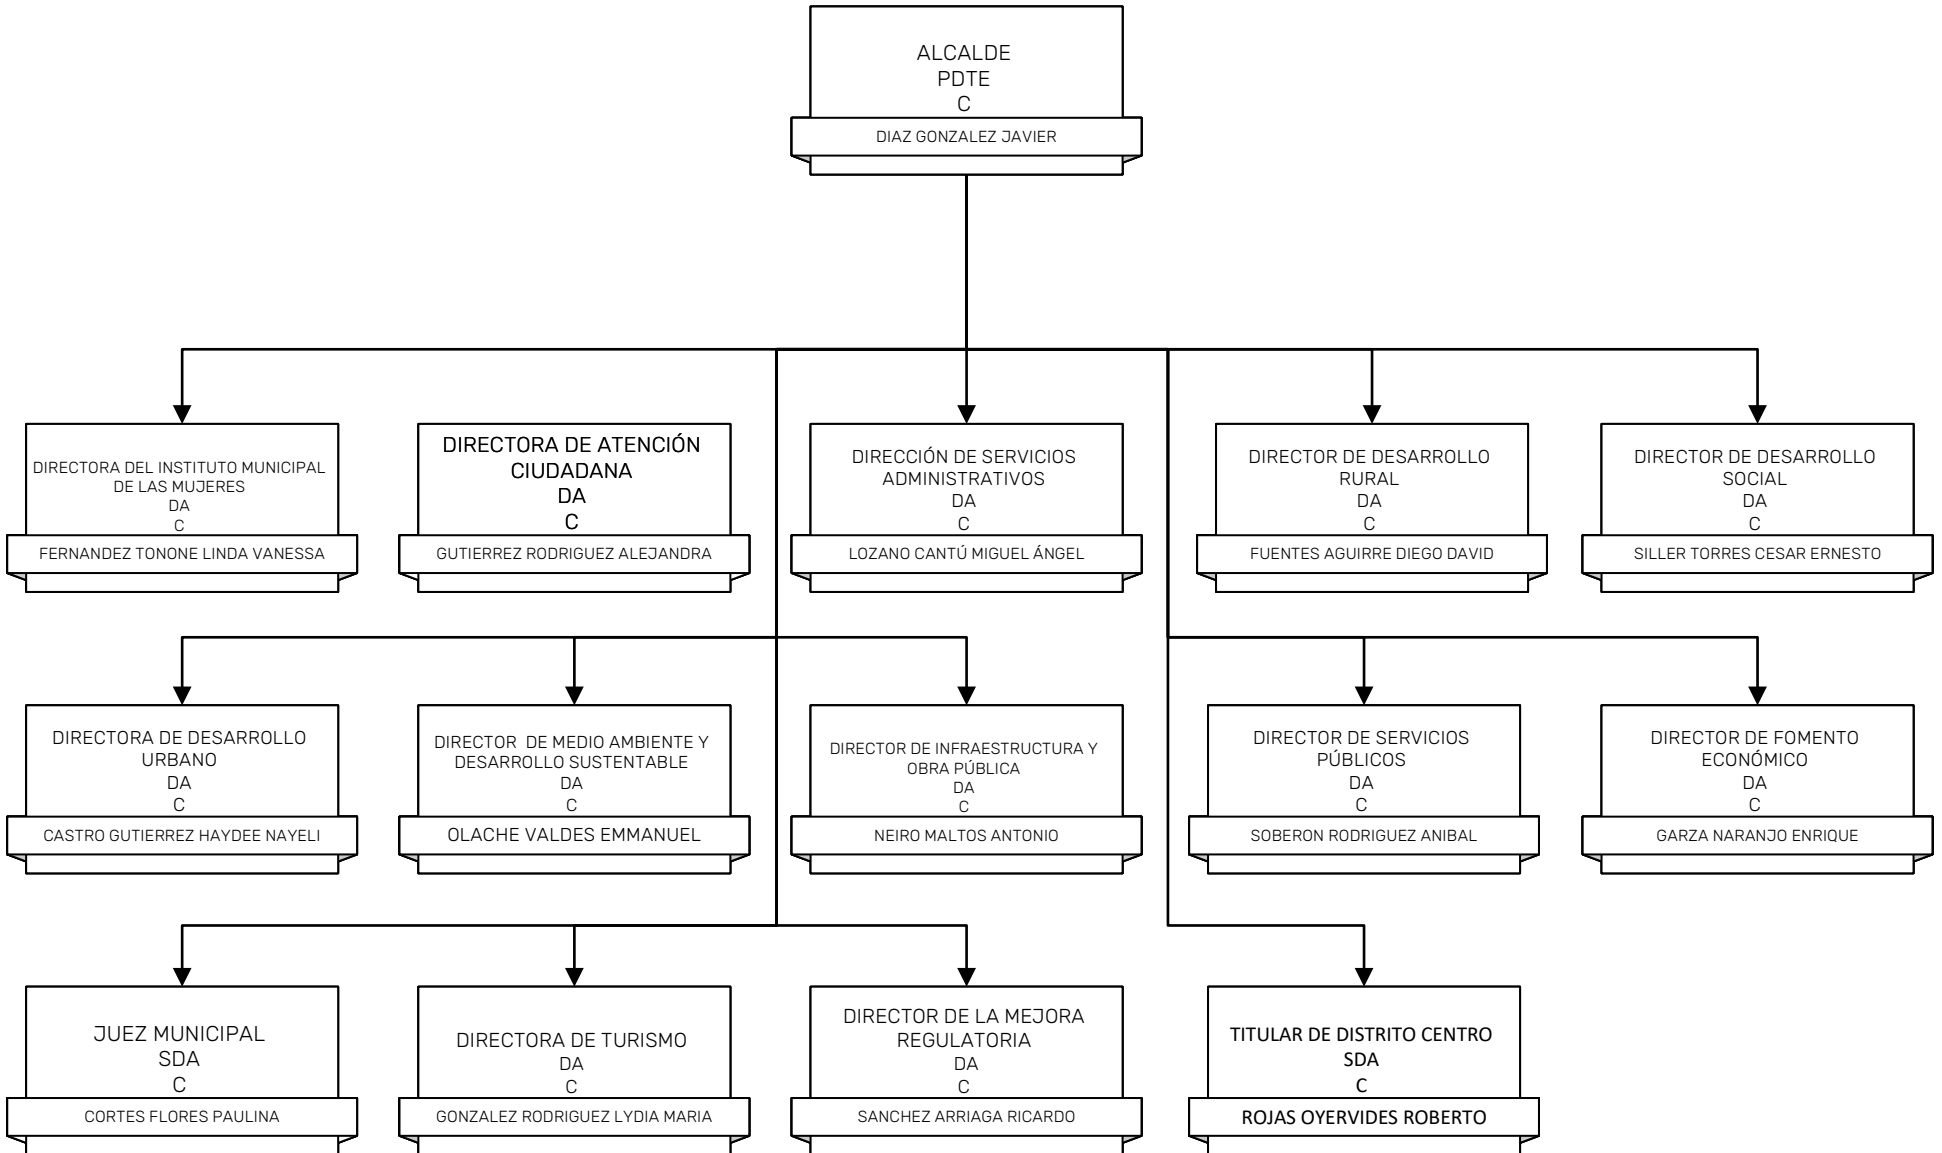 ALCALDE
PDTE
C
DIAZ GONZALEZ JAVIER
DIRECTORA DEL INSTITUTO MUNICIPAL
DE LAS MUJERES
DA
C
FERNANDEZ TONONE LINDA VANESSA
DIRECTORA DE ATENCIÓN
CIUDADANA
DA
C
GUTIERREZ RODRIGUEZ ALEJANDRA
DIRECCIÓN DE SERVICIOS
ADMINISTRATIVOS
DA
C
LOZANO CANTÚ MIGUEL ÁNGEL
DIRECTOR DE DESARROLLO
RURAL
DA
C
FUENTES AGUIRRE DIEGO DAVID
DIRECTOR DE DESARROLLO
SOCIAL
DA
C
SILLER TORRES CESAR ERNESTO
DIRECTORA DE DESARROLLO
URBANO
DA
C
CASTRO GUTIERREZ HAYDEE NAYELI
DIRECTOR DE MEDIO AMBIENTE Y
DESARROLLO SUSTENTABLE
DA
C
OLACHE VALDES EMMANUEL
DIRECTOR DE INFRAESTRUCTURA Y
OBRA PÚBLICA
DA
C
NEIRO MALTOS ANTONIO
DIRECTOR DE SERVICIOS
PÚBLICOS
DA
C
SOBERON RODRIGUEZ ANIBAL
DIRECTOR DE FOMENTO
ECONÓMICO
DA
C
GARZA NARANJO ENRIQUE
JUEZ MUNICIPAL
SDA
C
CORTES FLORES PAULINA
DIRECTORA DE TURISMO
DA
C
GONZALEZ RODRIGUEZ LYDIA MARIA
DIRECTOR DE LA MEJORA
REGULATORIA
DA
C
SANCHEZ ARRIAGA RICARDO
TITULAR DE DISTRITO CENTRO
SDA
C
ROJAS OYERVIDES ROBERTO